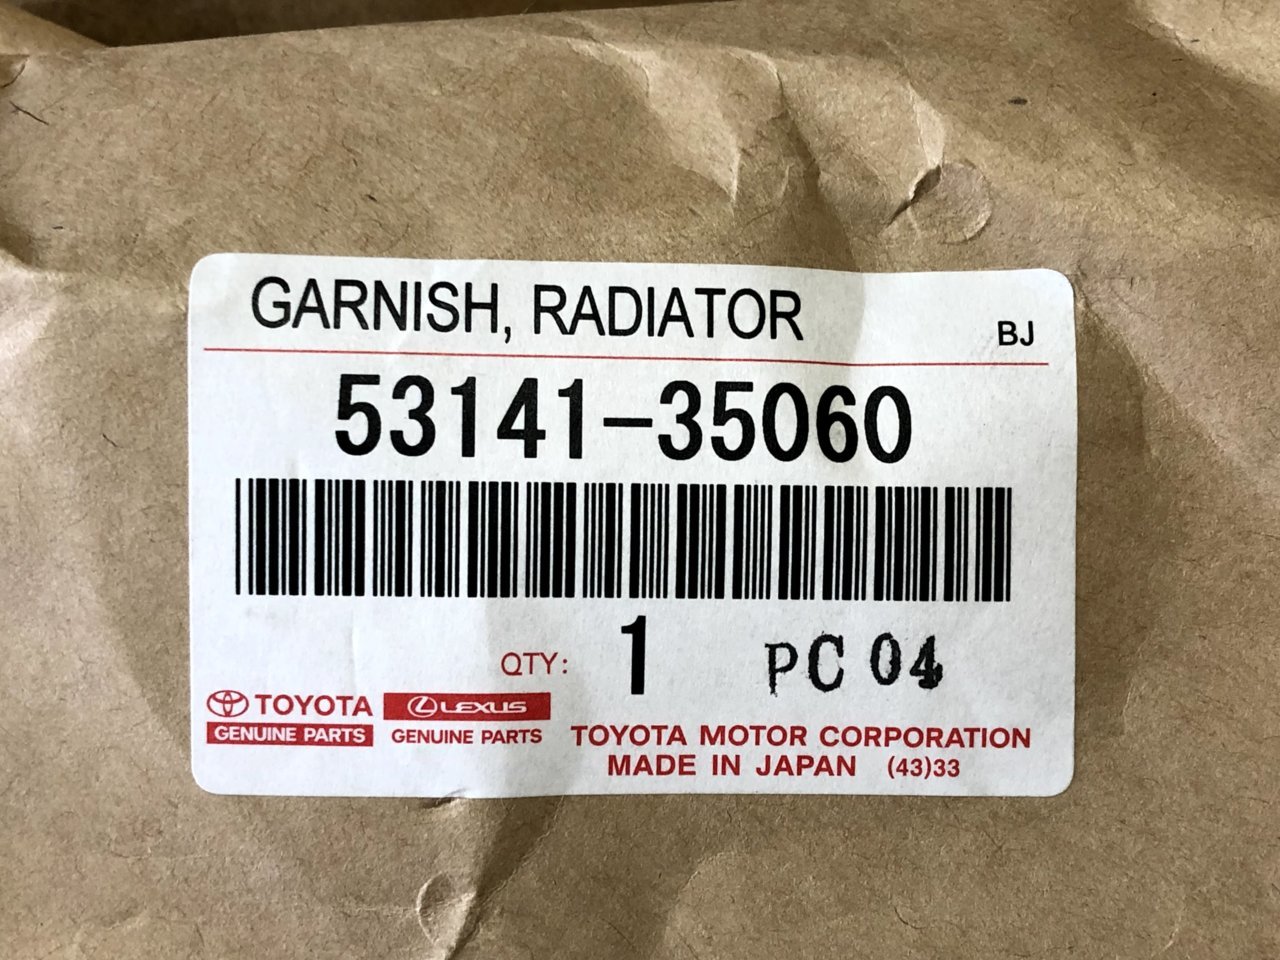 GARNISH, RADIATOR
BJ
53141-35060
QTY: 1 PC 04
TOYOTA
GENUINE PARTS
LEXUS
GENUINE PARTS
TOYOTA MOTOR CORPORATION
MADE IN JAPAN (43)33